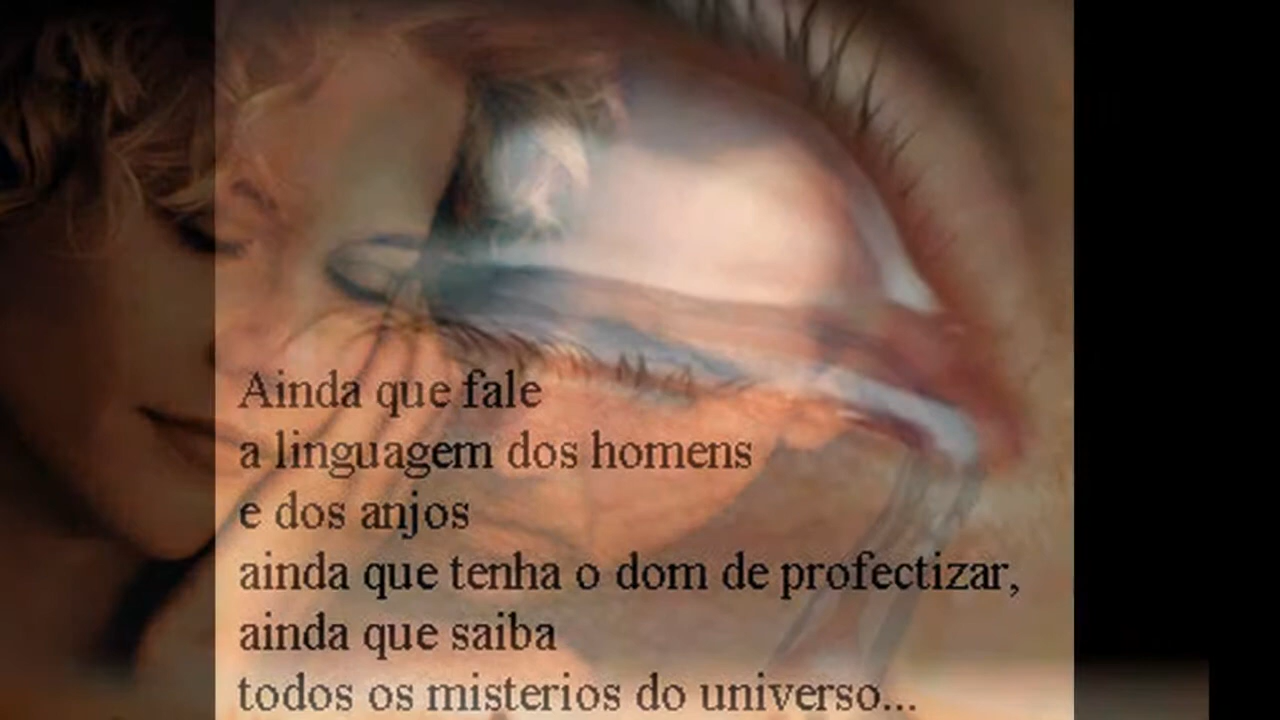 Ainda que fale
a linguagem dos homens
e dos anjos
ainda que tenha o dom de profectizar,
ainda que saiba
todos os misterios do universo...